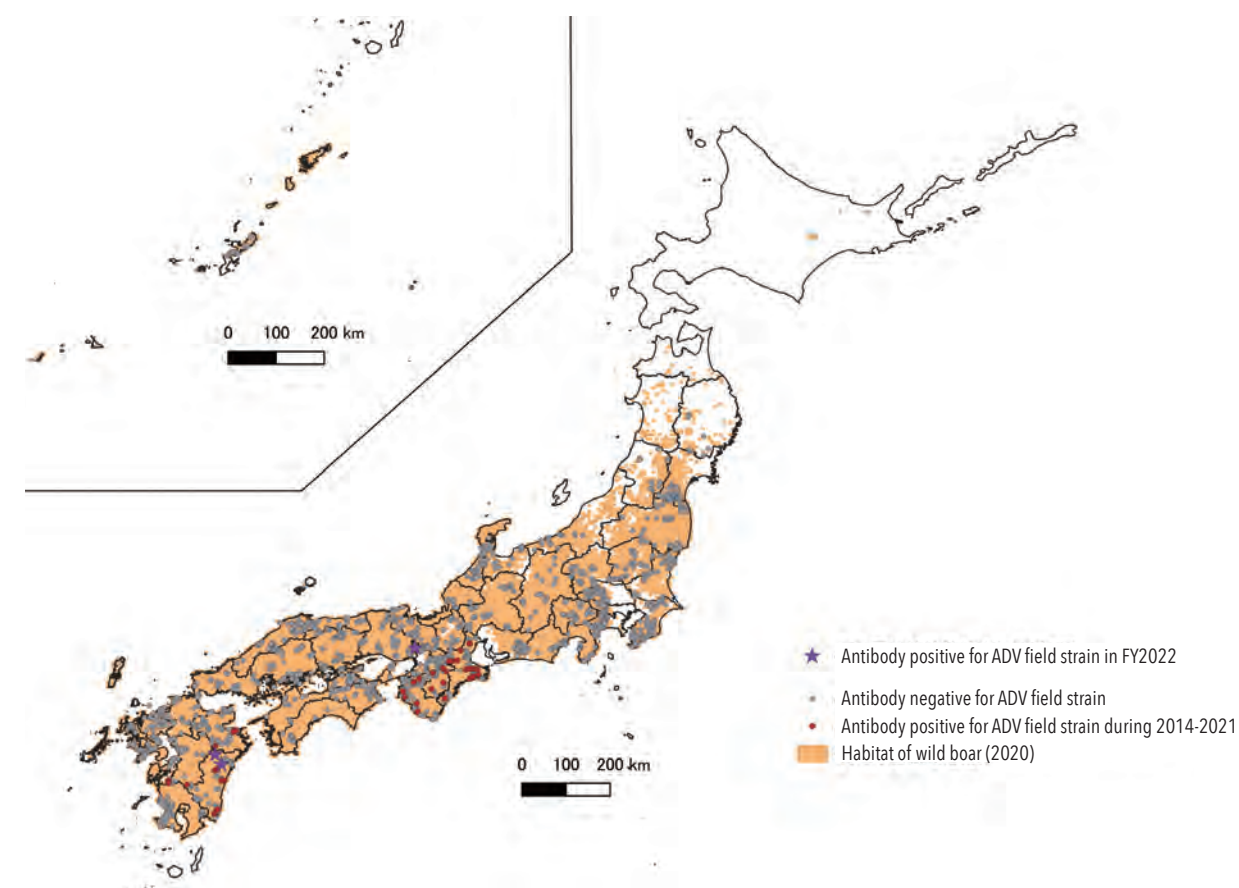 0 100 200 km
Antibody positive for ADV field strain in FY2022
Antibody negative for ADV field strain
Antibody positive for ADV field strain during 2014-2021
Habitat of wild boar (2020)
0 100 200 km